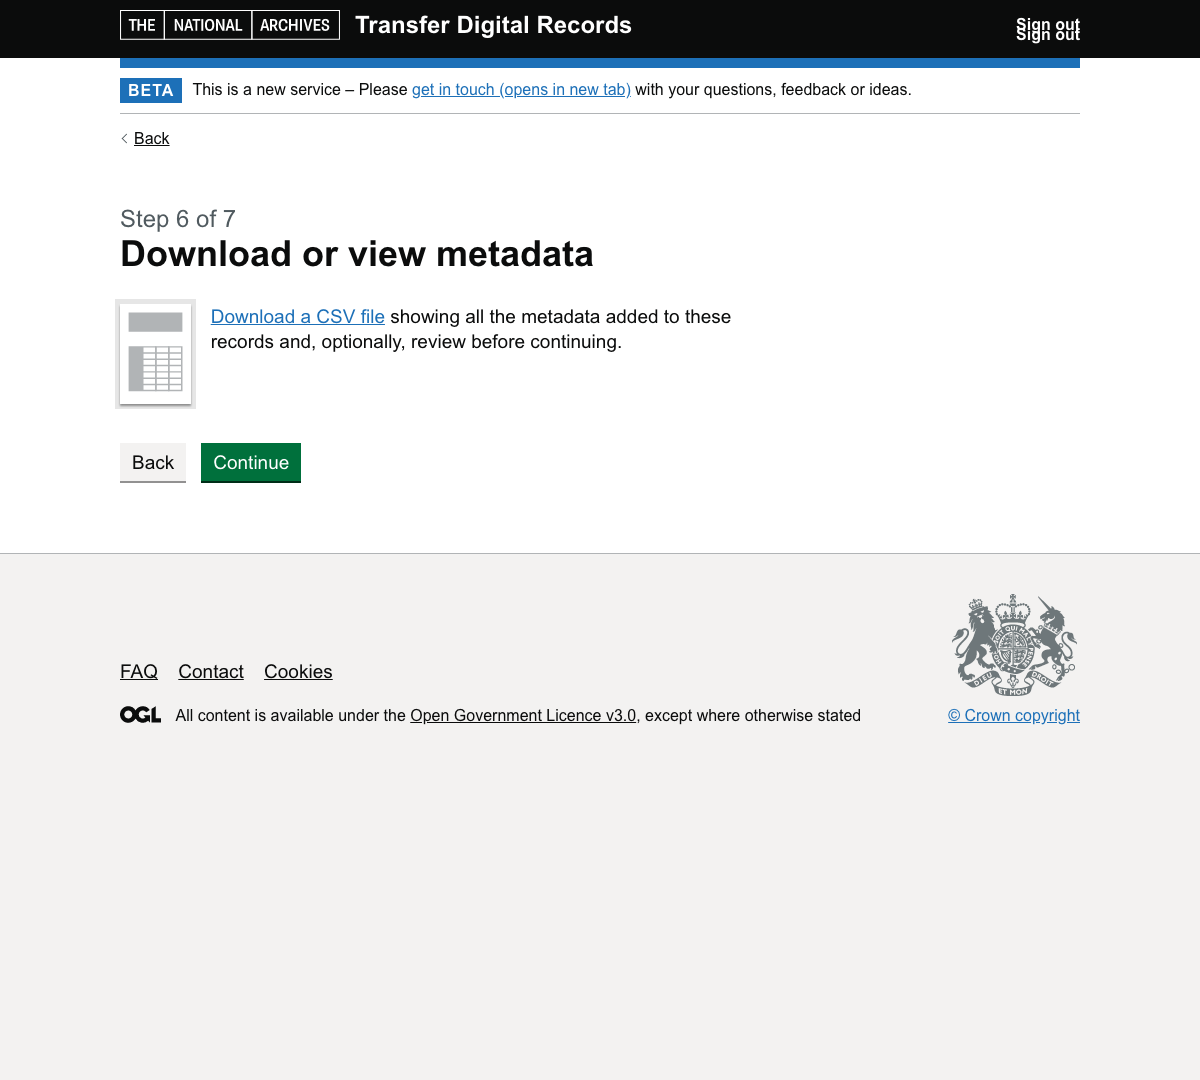 THE NATIONAL ARCHIVES Transfer Digital Records Sign out
Sign out
BETA This is a new service – Please get in touch (opens in new tab) with your questions, feedback or ideas.
Back
Step 6 of 7
Download or view metadata
Download a CSV file showing all the metadata added to these
records and, optionally, review before continuing.
Back Continue
FAQ Contact Cookies
DIEU ET MON DROIT
OGL All content is available under the Open Government Licence v3.0, except where otherwise stated
© Crown copyright